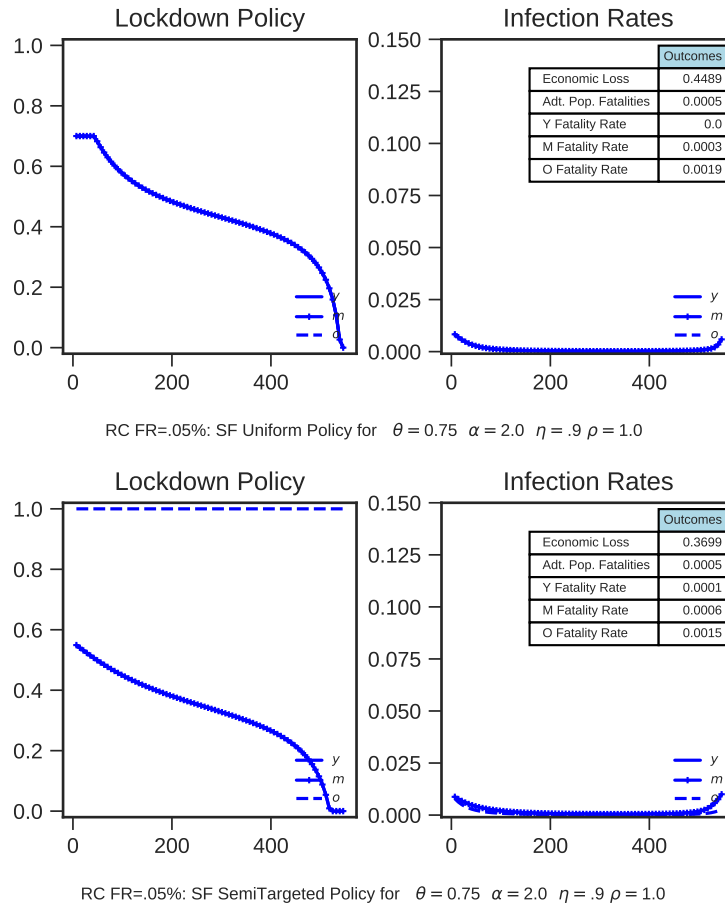 Lockdown Policy
1.0
0.8
0.6
0.4
0.2
0.0
0 200 400
y
m
o
Infection Rates
0.150
0.125
0.100
0.075
0.050
0.025
0.000
0 200 400
Outcomes
Economic Loss 0.4489
Adt. Pop. Fatalities 0.0005
Y Fatality Rate 0.0
M Fatality Rate 0.0003
O Fatality Rate 0.0019
y
m
o
RC FR=.05%: SF Uniform Policy for θ = 0.75 α = 2.0 η = .9 ρ = 1.0
Lockdown Policy
1.0
0.8
0.6
0.4
0.2
0.0
0 200 400
y
m
o
Infection Rates
0.150
0.125
0.100
0.075
0.050
0.025
0.000
0 200 400
Outcomes
Economic Loss 0.3699
Adt. Pop. Fatalities 0.0005
Y Fatality Rate 0.0001
M Fatality Rate 0.0006
O Fatality Rate 0.0015
y
m
o
RC FR=.05%: SF SemiTargeted Policy for θ = 0.75 α = 2.0 η = .9 ρ = 1.0